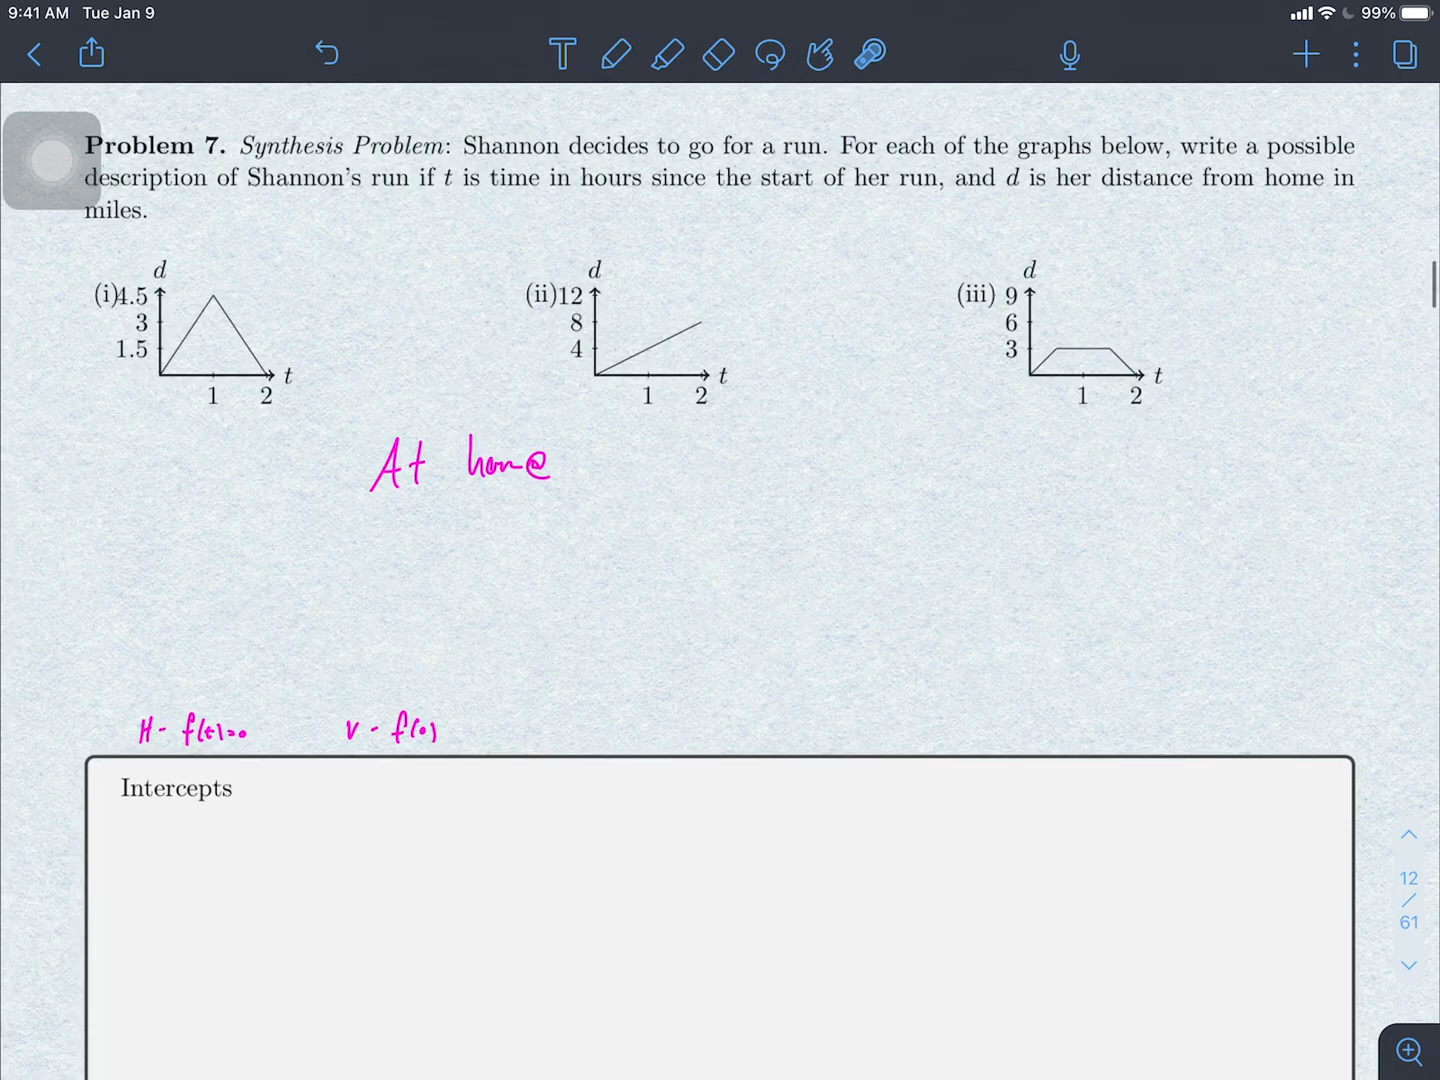 9:41 AM Tue Jan 9 99%
Problem 7. Synthesis Problem: Shannon decides to go for a run. For each of the graphs below, write a possible
description of Shannon's run if t is time in hours since the start of her run, and d is her distance from home in
miles.
(i) d
4.5
3
1.5
1 2 t
(ii) d
12
8
4
1 2 t
(iii) d
9
6
3
1 2 t
At home
H - f(t)=0 V - f(0)
Intercepts
12
/
61